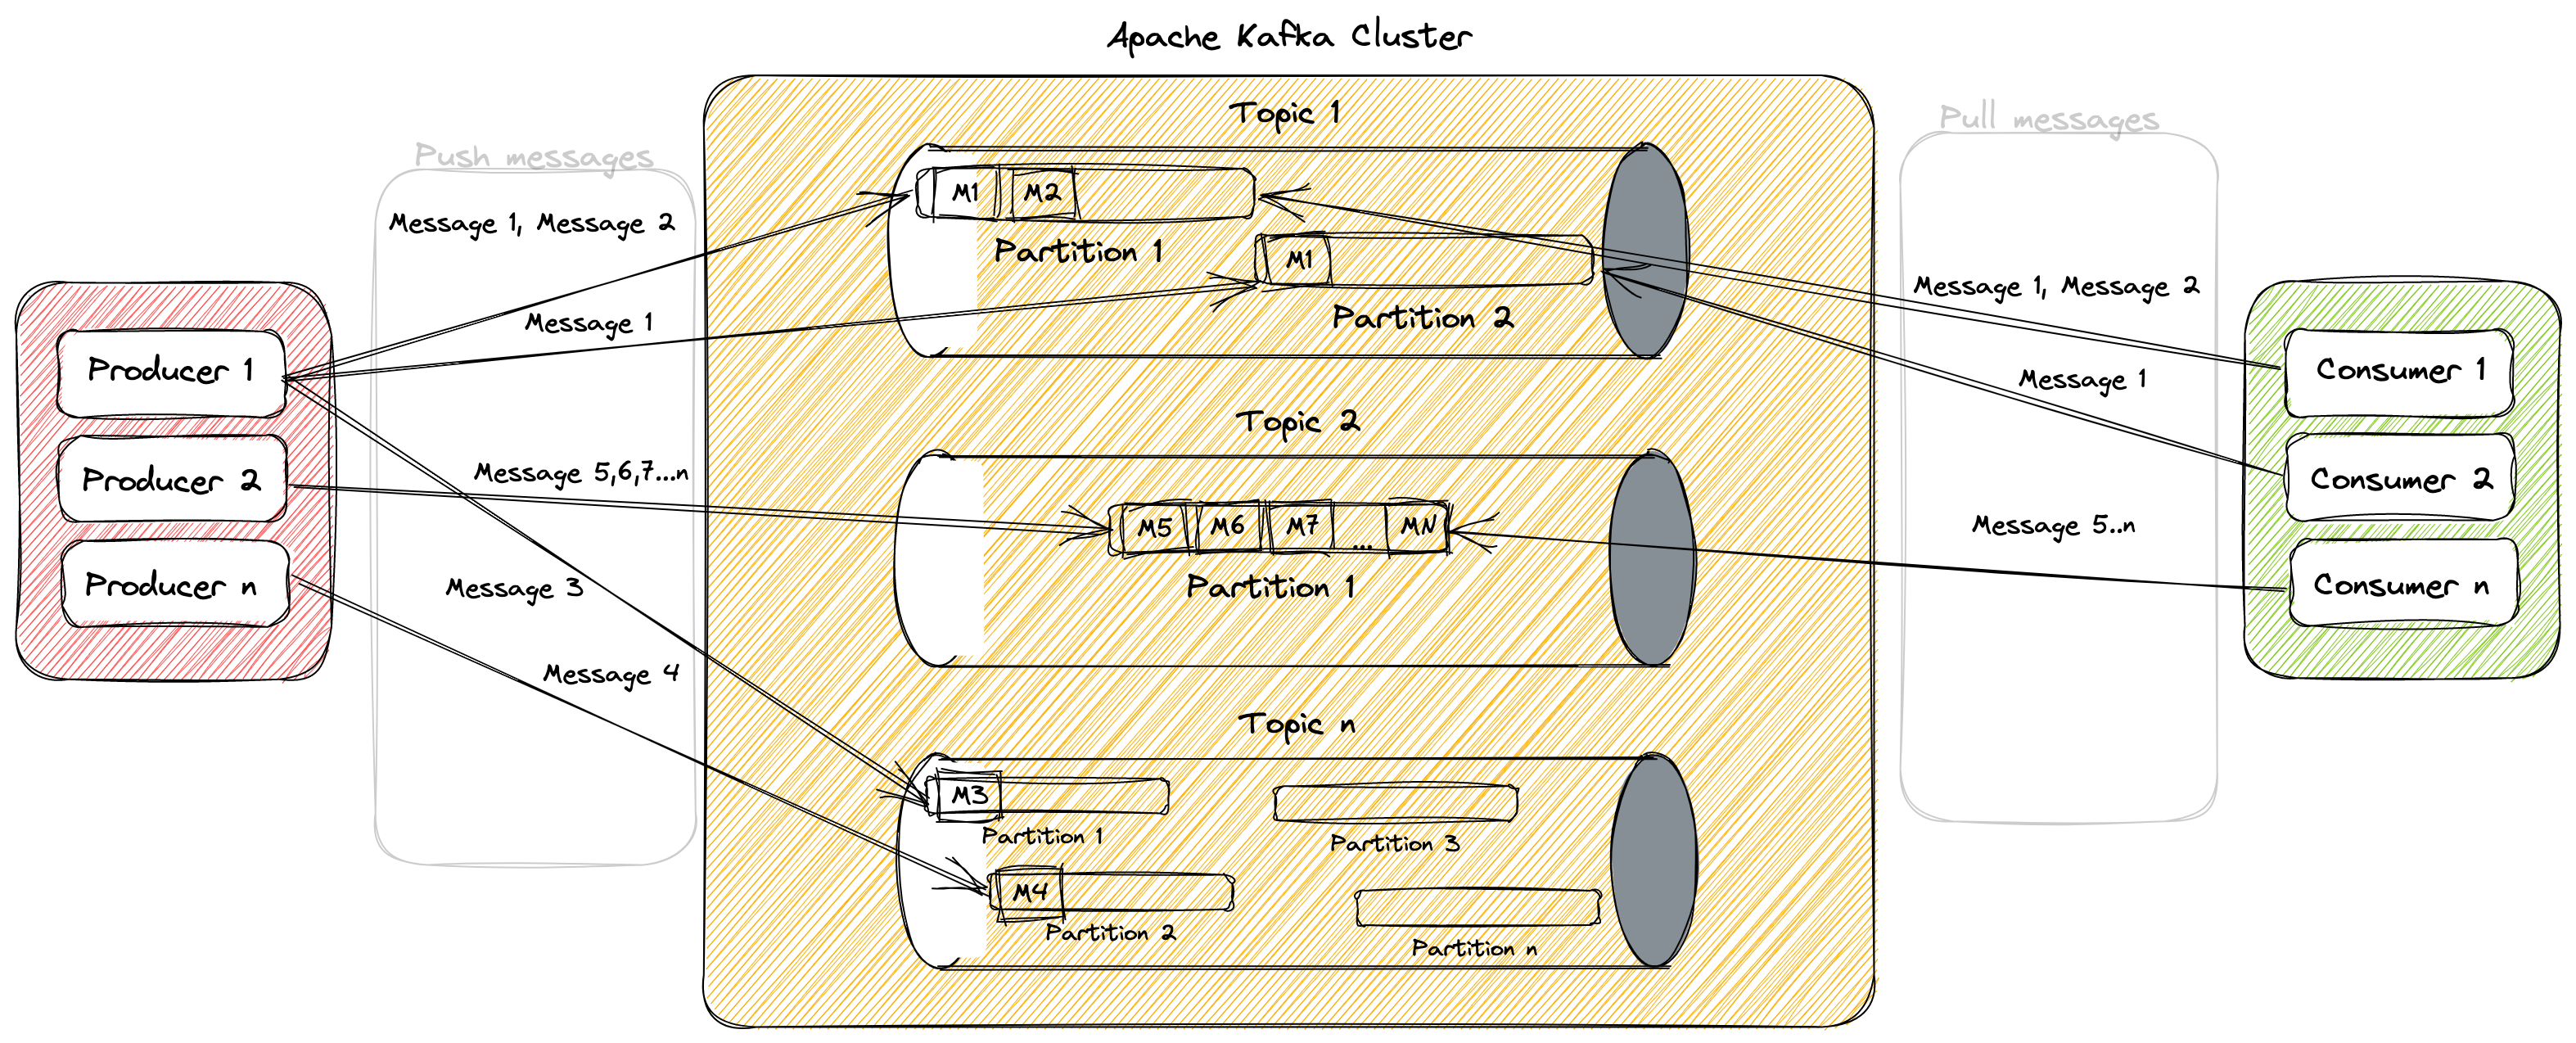 Apache Kafka Cluster
Push messages
Message 1, Message 2
Message 1
Message 5,6,7...n
Message 3
Message 4
Producer 1
Producer 2
Producer n
Topic 1
M1 M2
Partition 1
M1
Partition 2
Topic 2
M5 M6 M7 ... MN
Partition 1
Topic n
M3
Partition 1
Partition 3
M4
Partition 2
Partition n
Pull messages
Message 1, Message 2
Message 1
Message 5..n
Consumer 1
Consumer 2
Consumer n